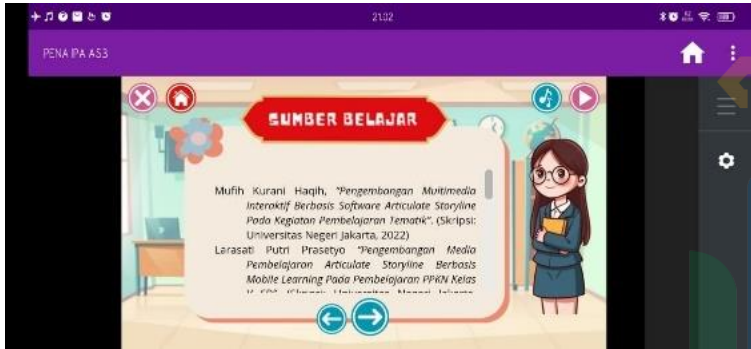 21:02
PENA IPA AS3
SUMBER BELAJAR
Mufih Kurani Haqih, "Pengembangan Multimedia
Interaktif Berbasis Software Articulate Storyline
Pada Kegiatan Pembelajaran Tematik". (Skripsi:
Universitas Negeri Jakarta, 2022)
Larasati Putri Prasetyo "Pengembangan Media
Pembelajaran Articulate Storyline Berbasis
Mobile Learning Pada Pembelajaran PPKN Kelas